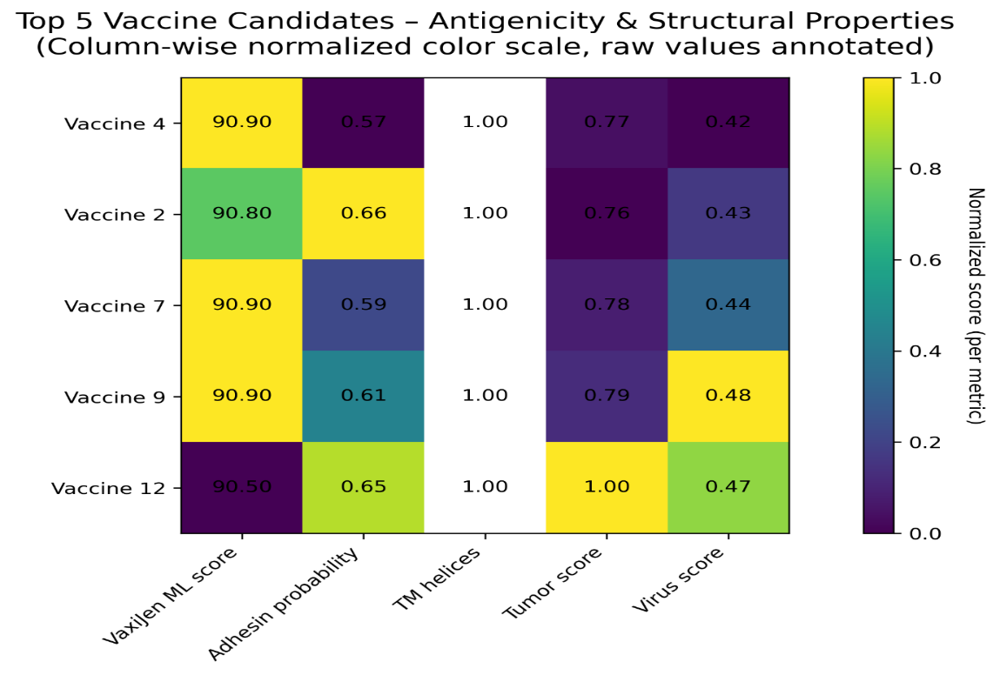 Top 5 Vaccine Candidates – Antigenicity & Structural Properties
(Column-wise normalized color scale, raw values annotated)
Vaccine 4 90.90 0.57 1.00 0.77 0.42
Vaccine 2 90.80 0.66 1.00 0.76 0.43
Vaccine 7 90.90 0.59 1.00 0.78 0.44
Vaccine 9 90.90 0.61 1.00 0.79 0.48
Vaccine 12 90.50 0.65 1.00 1.00 0.47
VaxiJen ML score
Adhesin probability
TM helices
Tumor score
Virus score
1.0
0.8
0.6
0.4
0.2
0.0
Normalized score (per metric)